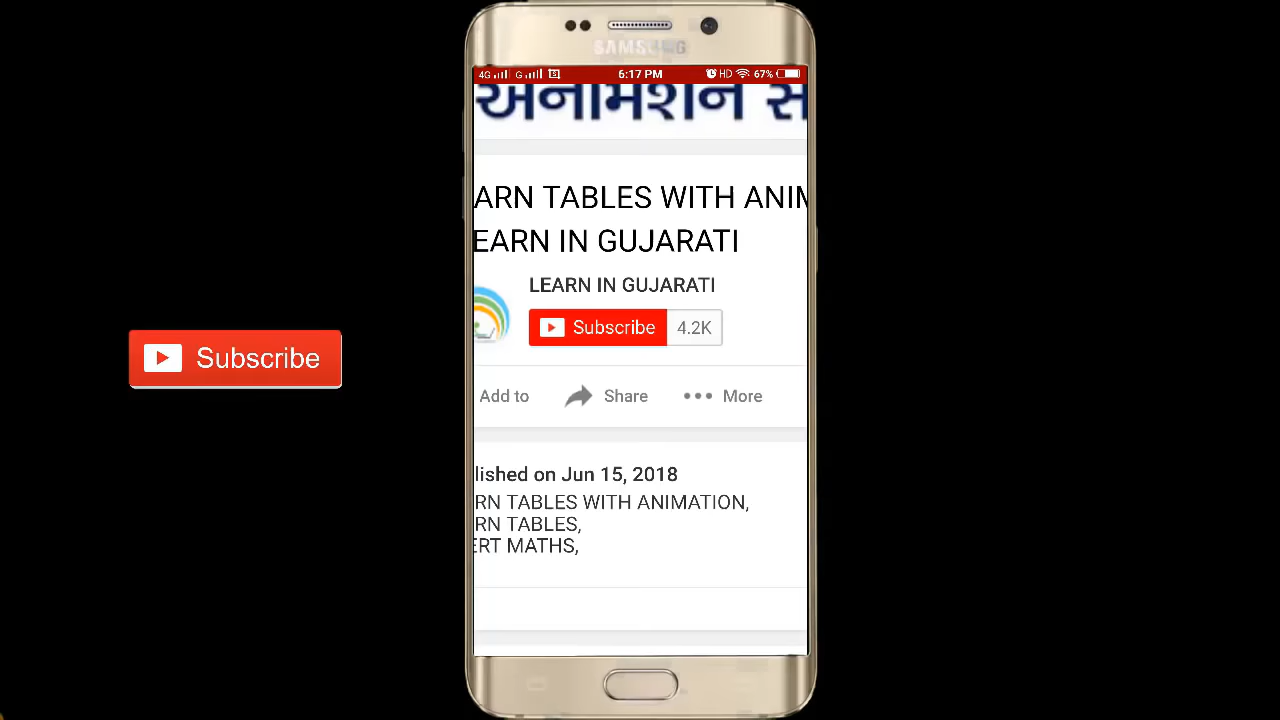 SAMSUNG
4G G 6:17 PM HD 67%
અનીમેશન સ
ARN TABLES WITH ANIM
EARN IN GUJARATI
LEARN IN GUJARATI
Subscribe 4.2K
Subscribe
Add to Share More
lished on Jun 15, 2018
RN TABLES WITH ANIMATION,
RN TABLES,
ERT MATHS,